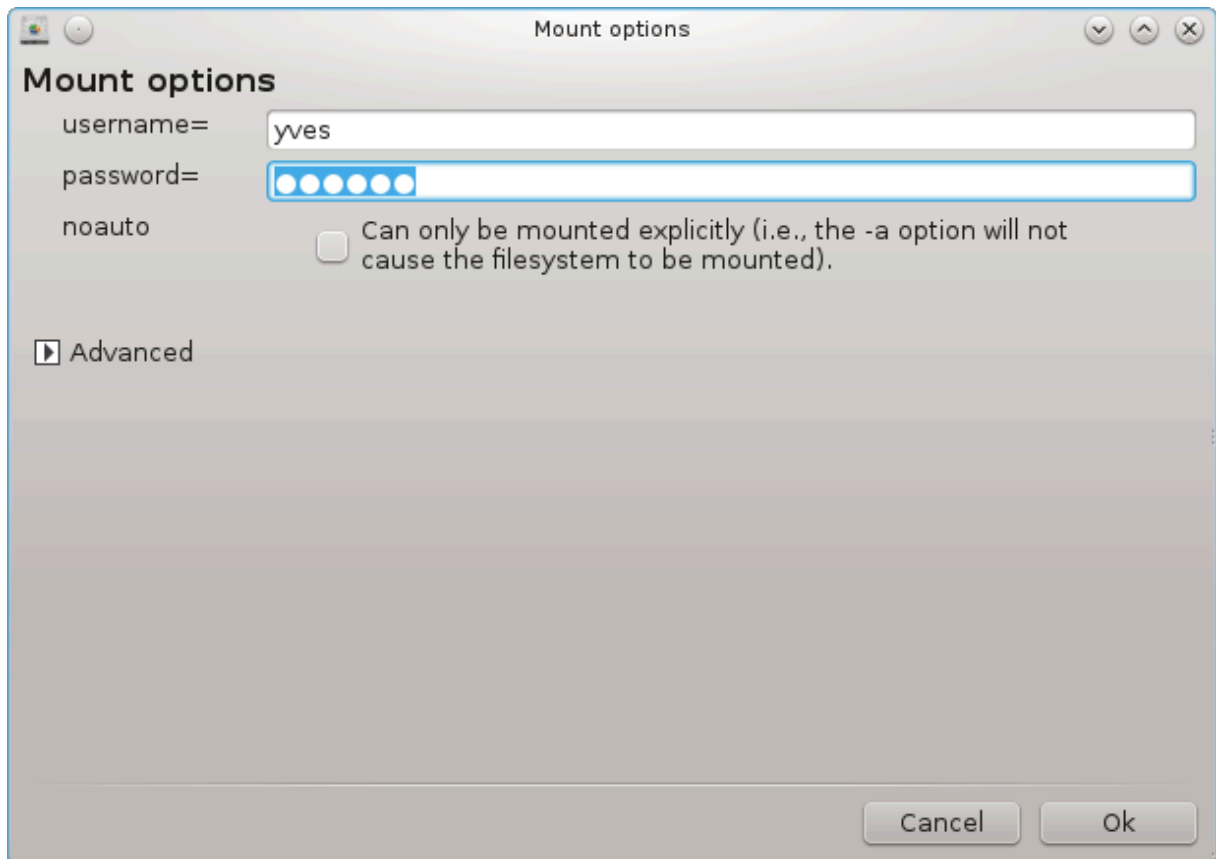 Mount options
Mount options
username=
yves
password=
●●●●●●
noauto
Can only be mounted explicitly (i.e., the -a option will not
cause the filesystem to be mounted).
Advanced
Cancel
Ok